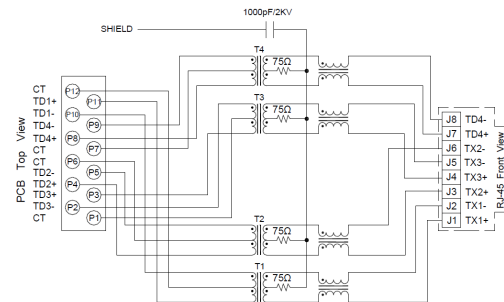 1000pF/2KV
SHIELD
T4
75Ω
T3
75Ω
T2
75Ω
T1
75Ω
PCB Top View
CT
TD1+
TD1-
TD4-
TD4+
CT
CT
TD2-
TD2+
TD3+
TD3-
CT
P12
P11
P10
P9
P8
P7
P6
P5
P4
P3
P2
P1
J8 TD4-
J7 TD4+
J6 TX2-
J5 TX3-
J4 TX3+
J3 TX2+
J2 TX1-
J1 TX1+
RJ-45 Front View